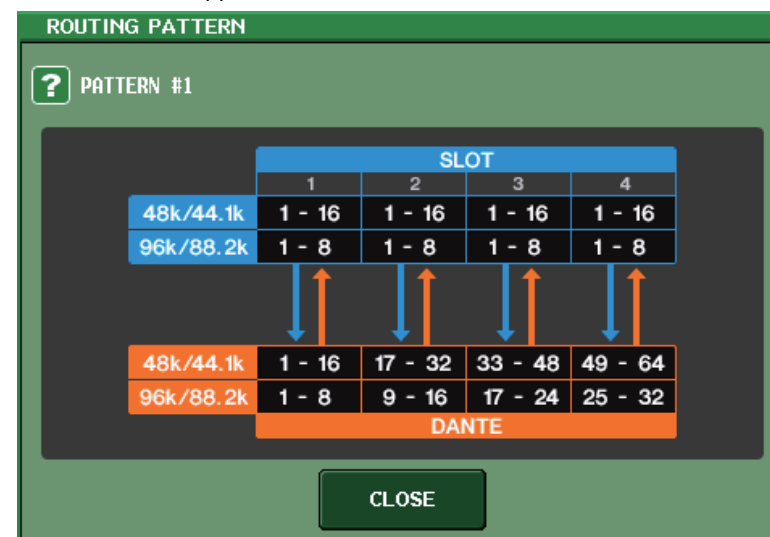 ROUTING PATTERN
? PATTERN #1
SLOT
1 2 3 4
48k/44.1k 1 - 16 1 - 16 1 - 16 1 - 16
96k/88.2k 1 - 8 1 - 8 1 - 8 1 - 8
48k/44.1k 1 - 16 17 - 32 33 - 48 49 - 64
96k/88.2k 1 - 8 9 - 16 17 - 24 25 - 32
DANTE
CLOSE